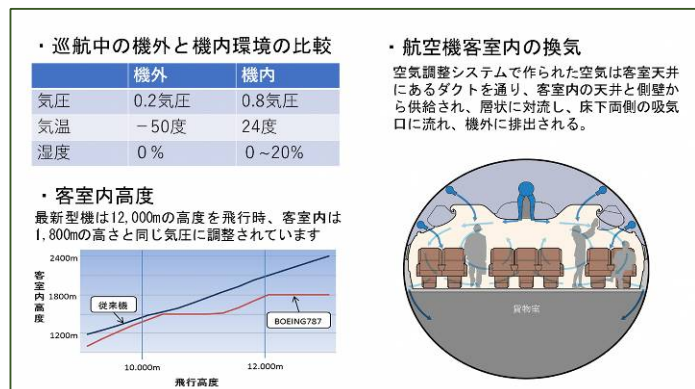 ・巡航中の機外と機内環境の比較
機外 機内
気圧 0.2気圧 0.8気圧
気温 −50度 24度
湿度 0% 0~20%
・客室内高度
最新型機は12,000mの高度を飛行時、客室内は
1,800mの高さと同じ気圧に調整されています
客室内高度
2400m
1800m
1200m
従来機
BOEING787
10.000m 12.000m
飛行高度
・航空機客室内の換気
空気調整システムで作られた空気は客室天井
にあるダクトを通り、客室内の天井と側壁か
ら供給され、層状に対流し、床下両側の吸気
口に流れ、機外に排出される。
貨物室